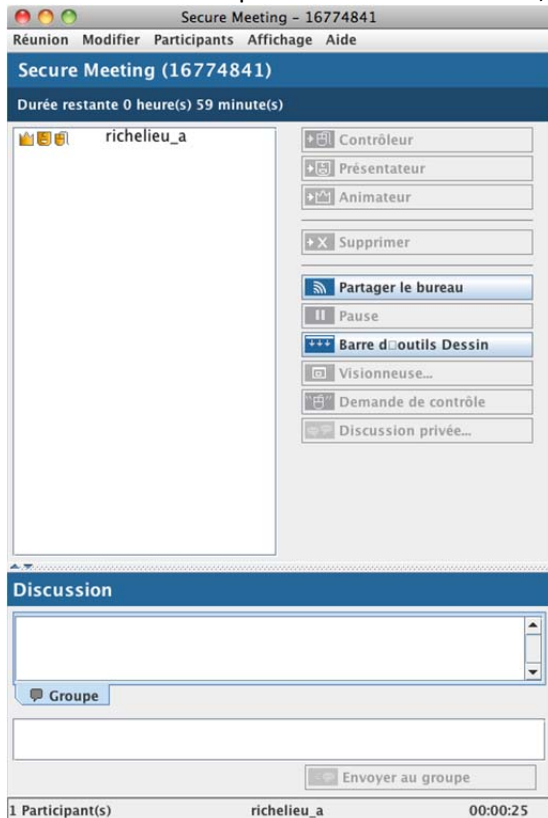 Secure Meeting - 16774841
Réunion Modifier Participants Affichage Aide
Secure Meeting (16774841)
Durée restante 0 heure(s) 59 minute(s)
richelieu_a
Contrôleur
Présentateur
Animateur
Supprimer
Partager le bureau
Pause
Barre d□outils Dessin
Visionneuse...
Demande de contrôle
Discussion privée...
Discussion
Groupe
Envoyer au groupe
1 Participant(s) richelieu_a 00:00:25